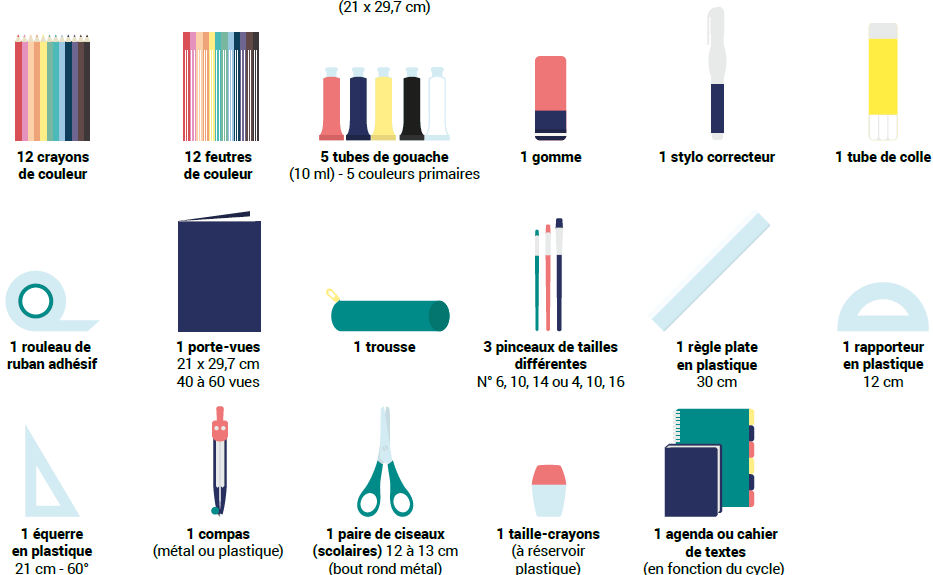 (21 x 29,7 cm)
12 crayons
de couleur
12 feutres
de couleur
5 tubes de gouache
(10 ml) - 5 couleurs primaires
1 gomme
1 stylo correcteur
1 tube de colle
1 rouleau de
ruban adhésif
1 porte-vues
21 x 29,7 cm
40 à 60 vues
1 trousse
3 pinceaux de tailles
différentes
N° 6, 10, 14 ou 4, 10, 16
1 règle plate
en plastique
30 cm
1 rapporteur
en plastique
12 cm
1 équerre
en plastique
21 cm - 60°
1 compas
(métal ou plastique)
1 paire de ciseaux
(scolaires) 12 à 13 cm
(bout rond métal)
1 taille-crayons
(à réservoir
plastique)
1 agenda ou cahier
de textes
(en fonction du cycle)